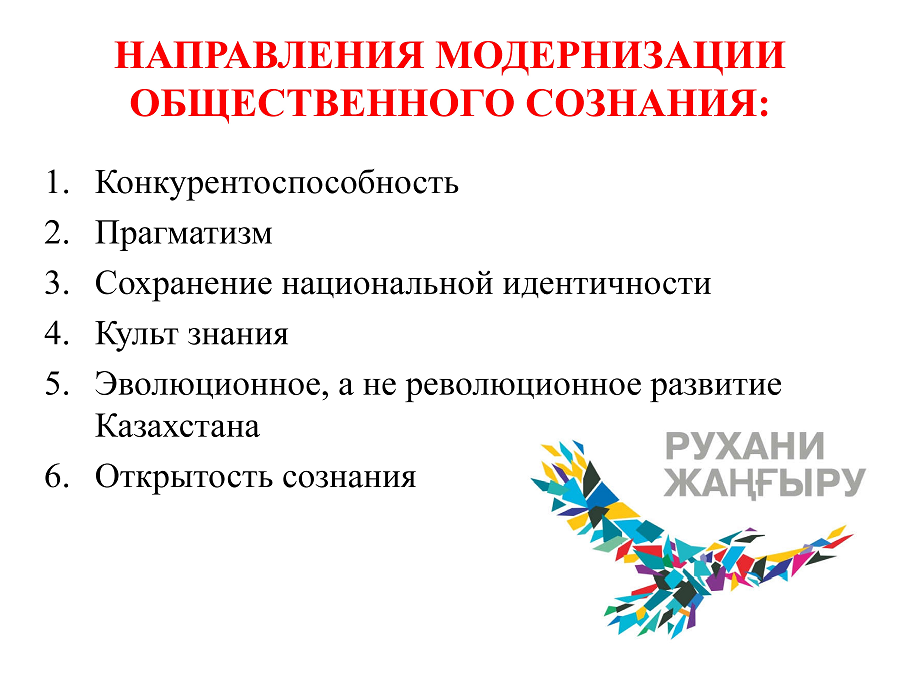 НАПРАВЛЕНИЯ МОДЕРНИЗАЦИИ
ОБЩЕСТВЕННОГО СОЗНАНИЯ:
1. Конкурентоспособность
2. Прагматизм
3. Сохранение национальной идентичности
4. Культ знания
5. Эволюционное, а не революционное развитие
Казахстана
6. Открытость сознания
РУХАНИ
ЖАҢҒЫРУ